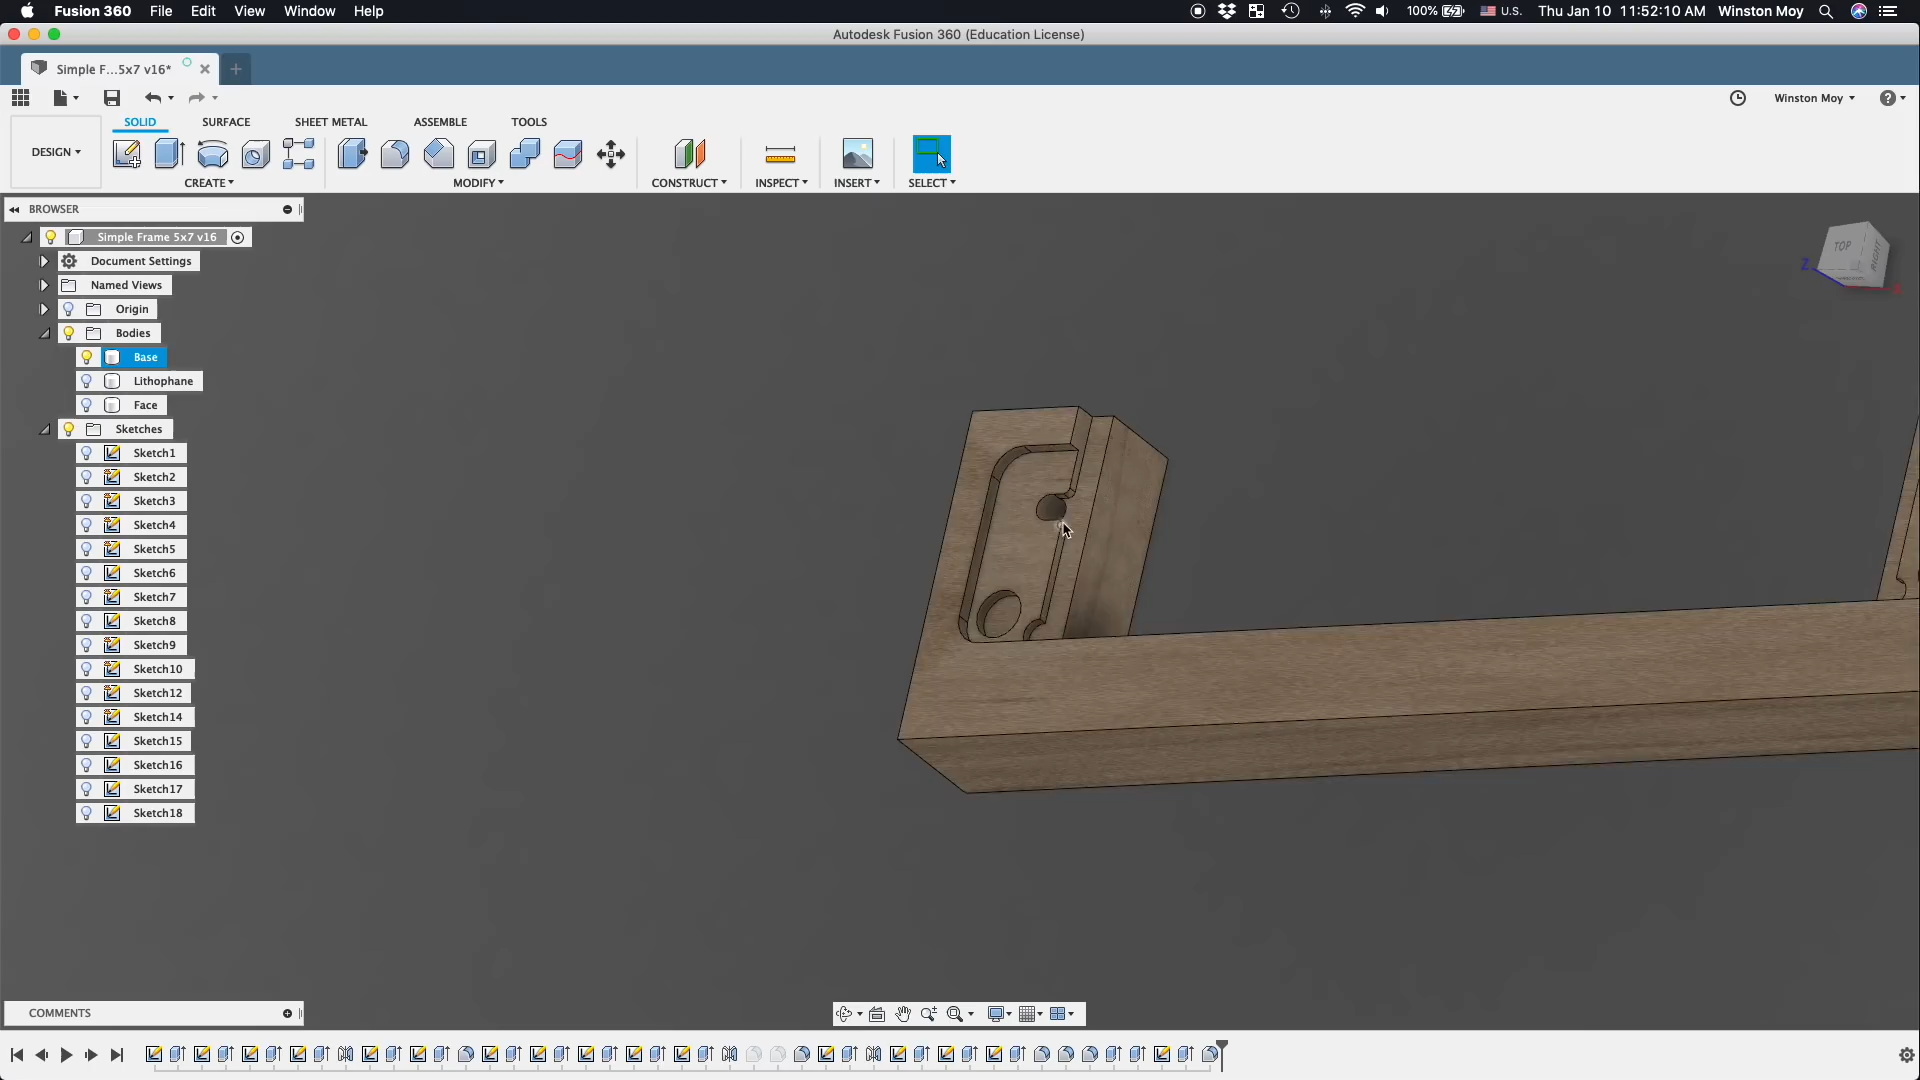 Fusion 360 File Edit View Window Help 100% U.S. Thu Jan 10 11:52:10 AM Winston Moy
Autodesk Fusion 360 (Education License)
Simple F...5x7 v16*
Winston Moy
SOLID SURFACE SHEET METAL ASSEMBLE TOOLS
DESIGN
CREATE MODIFY CONSTRUCT INSPECT INSERT SELECT
BROWSER
Simple Frame 5x7 v16
Document Settings
Named Views
Origin
Bodies
Base
Lithophane
Face
Sketches
Sketch1
Sketch2
Sketch3
Sketch4
Sketch5
Sketch6
Sketch7
Sketch8
Sketch9
Sketch10
Sketch12
Sketch14
Sketch15
Sketch16
Sketch17
Sketch18
TOP RIGHT
Z
COMMENTS